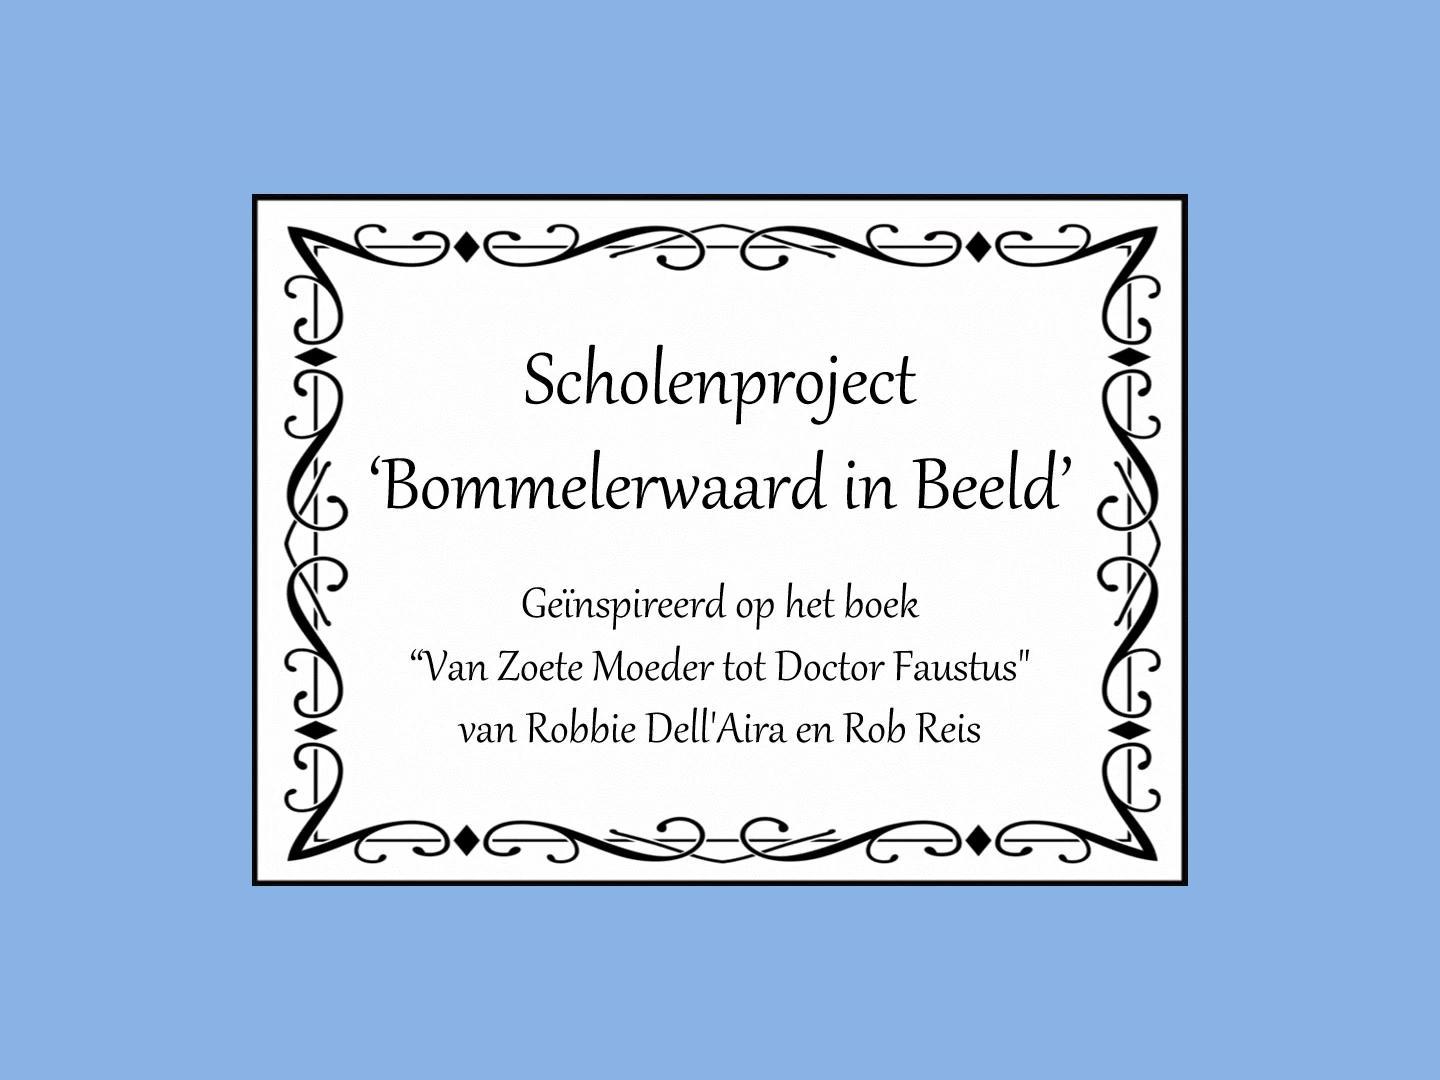 Scholenproject
‘Bommelerwaard in Beeld’
Geïnspireerd op het boek
“Van Zoete Moeder tot Doctor Faustus"
van Robbie Dell'Aira en Rob Reis